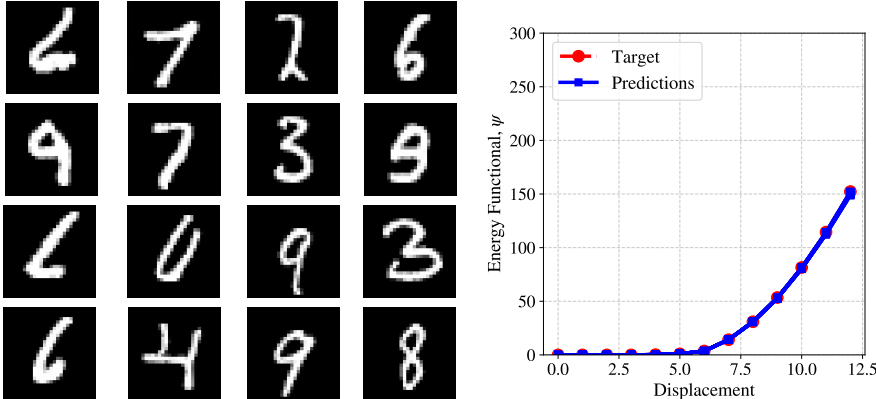 6 7 2 6
9 7 3 9
6 0 9 3
6 4 9 8
Target
Predictions
300
250
200
150
100
50
0
Energy Functional, ψ
0.0 2.5 5.0 7.5 10.0 12.5
Displacement